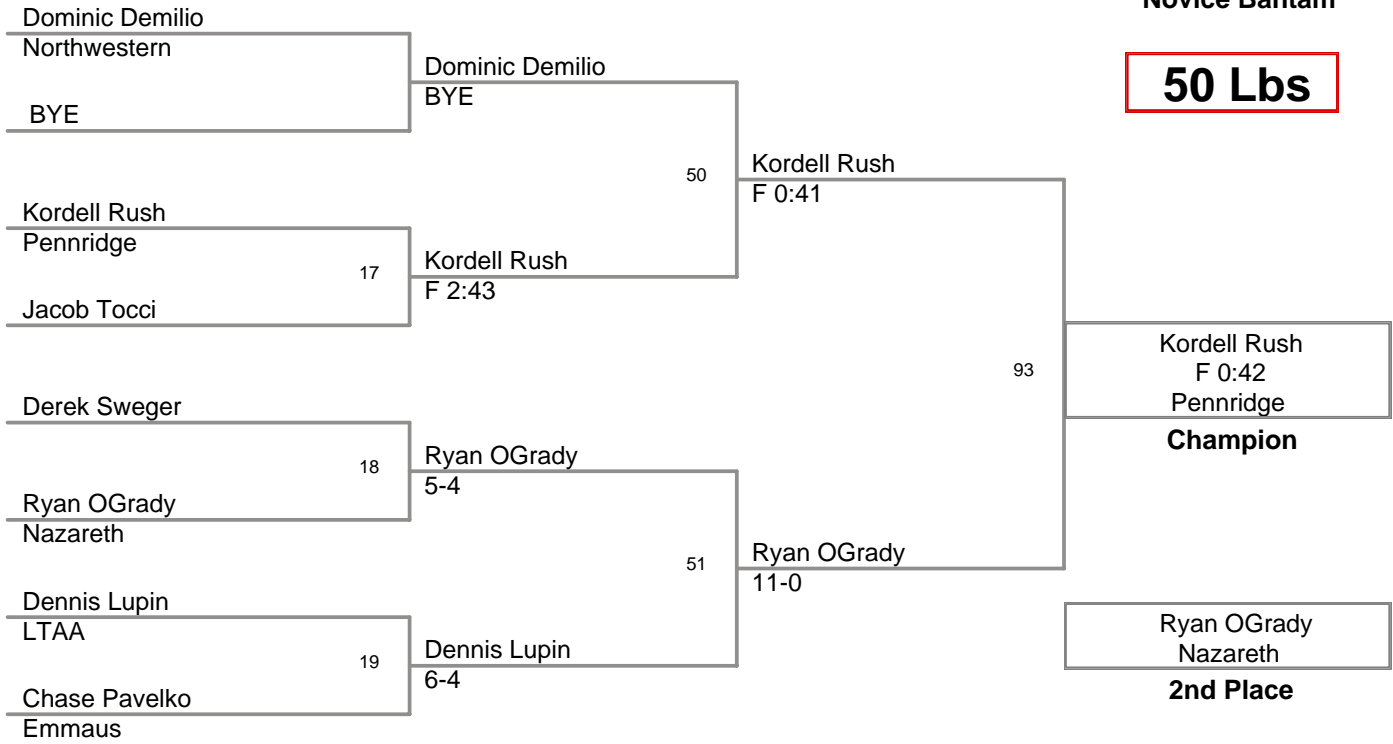 Novice Bantam
50 Lbs
Dominic Demilio
Northwestern
BYE
Kordell Rush
Pennridge
17
Jacob Tocci
Derek Sweger
18
Ryan OGrady
Nazareth
Dennis Lupin
LTAA
19
Chase Pavelko
Emmaus
Dominic Demilio
BYE
50
Kordell Rush
F 2:43
Ryan OGrady
5-4
51
Dennis Lupin
6-4
Kordell Rush
F 0:41
93
Ryan OGrady
11-0
Kordell Rush
F 0:42
Pennridge
Champion
Ryan OGrady
Nazareth
2nd Place